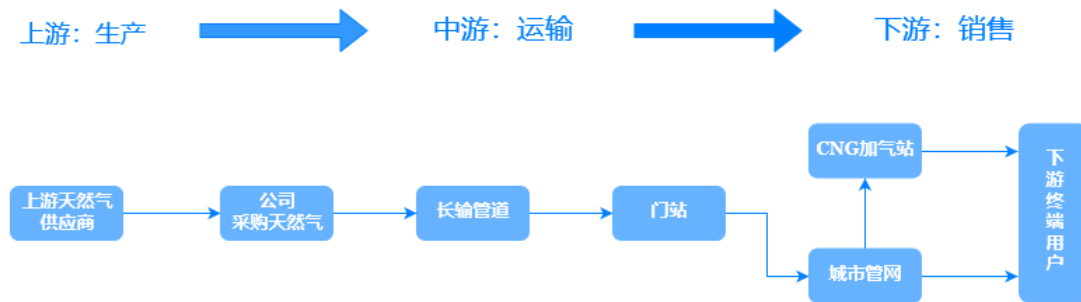 上游：生产
中游：运输
下游：销售
CNG加气站
上游天然气
供应商
公司
采购天然气
长输管道
门站
城市管网
下游终端用户